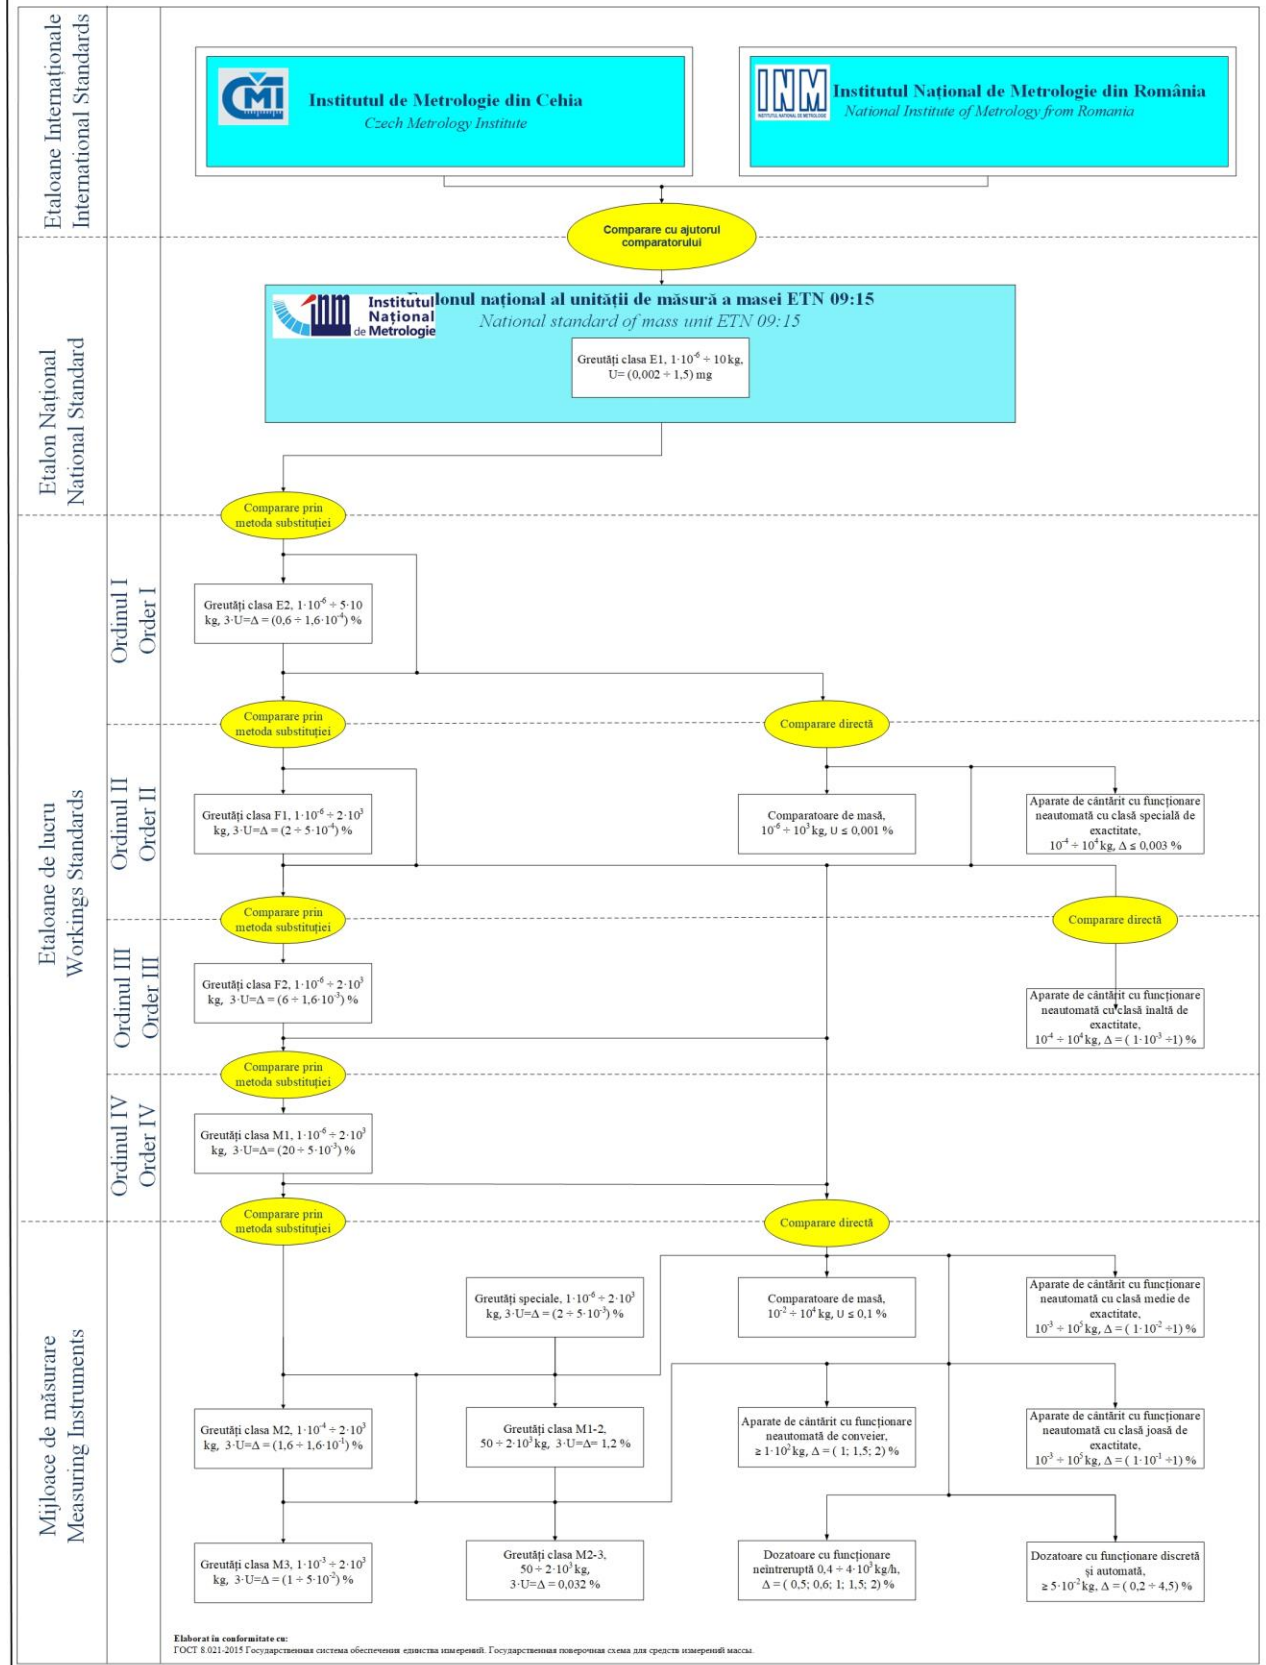 Etaloane Internaționale
International Standards
CMI
Institutul de Metrologie din Cehia
Czech Metrology Institute
INM
INSTITUTUL NATIONAL DE METROLOGIE
Institutul Național de Metrologie din România
National Institute of Metrology from Romania
Comparare cu ajutorul
comparatorului
Etalon Național
National Standard
inm Institutul
Național
de Metrologie
lonul național al unității de măsură a masei ETN 09:15
National standard of mass unit ETN 09:15
Greutăți clasa E1, 1·10⁻⁶ ÷ 10 kg,
U= (0,002 ÷ 1,5) mg
Comparare prin
metoda substituției
Etaloane de lucru
Workings Standards
Ordinul I
Order I
Greutăți clasa E2, 1·10⁻⁶ ÷ 5·10
kg, 3·U=Δ = (0,6 ÷ 1,6·10⁻⁴) %
Comparare prin
metoda substituției
Comparare directă
Ordinul II
Order II
Greutăți clasa F1, 1·10⁻⁶ ÷ 2·10³
kg, 3·U=Δ = (2 ÷ 5·10⁻⁴) %
Comparatoare de masă,
10⁻⁶ ÷ 10³ kg, U ≤ 0,001 %
Aparate de cântărit cu funcționare
neautomată cu clasă specială de
exactitate,
10⁻⁴ ÷ 10⁴ kg, Δ ≤ 0,003 %
Comparare prin
metoda substituției
Comparare directă
Ordinul III
Order III
Greutăți clasa F2, 1·10⁻⁶ ÷ 2·10³
kg, 3·U=Δ = (6 ÷ 1,6·10⁻³) %
Aparate de cântărit cu funcționare
neautomată cu clasă înaltă de
exactitate,
10⁻⁴ ÷ 10⁴ kg, Δ = ( 1·10⁻³ ÷1) %
Comparare prin
metoda substituției
Ordinul IV
Order IV
Greutăți clasa M1, 1·10⁻⁶ ÷ 2·10³
kg, 3·U=Δ= (20 ÷ 5·10⁻³) %
Comparare prin
metoda substituției
Comparare directă
Mijloace de măsurare
Measuring Instruments
Greutăți speciale, 1·10⁻⁶ ÷ 2·10³
kg, 3·U=Δ = (2 ÷ 5·10⁻³) %
Comparatoare de masă,
10⁻² ÷ 10⁴ kg, U ≤ 0,1 %
Aparate de cântărit cu funcționare
neautomată cu clasă medie de
exactitate,
10⁻³ ÷ 10⁵ kg, Δ = ( 1·10⁻² ÷1) %
Greutăți clasa M2, 1·10⁻⁴ ÷ 2·10³
kg, 3·U=Δ = (1,6 ÷ 1,6·10⁻¹) %
Greutăți clasa M1-2,
50 ÷ 2·10³ kg, 3·U=Δ= 1,2 %
Aparate de cântărit cu funcționare
neautomată de conveier,
≥ 1·10² kg, Δ = ( 1; 1,5; 2) %
Aparate de cântărit cu funcționare
neautomată cu clasă joasă de
exactitate,
10⁻³ ÷ 10⁵ kg, Δ = ( 1·10⁻¹ ÷1) %
Greutăți clasa M3, 1·10⁻³ ÷ 2·10³
kg, 3·U=Δ = (1 ÷ 5·10⁻²) %
Greutăți clasa M2-3,
50 ÷ 2·10³ kg,
3·U=Δ = 0,032 %
Dozatoare cu funcționare
neîntreruptă 0,4 ÷ 4·10³ kg/h,
Δ = ( 0,5; 0,6; 1; 1,5; 2) %
Dozatoare cu funcționare discretă
și automată,
≥ 5·10⁻² kg, Δ = ( 0,2 ÷ 4,5) %
Elaborat in conformitate cu:
ГОСТ 8.021-2015 Государственная система обеспечения единства измерений. Государственная поверочная схема для средств измерений массы.